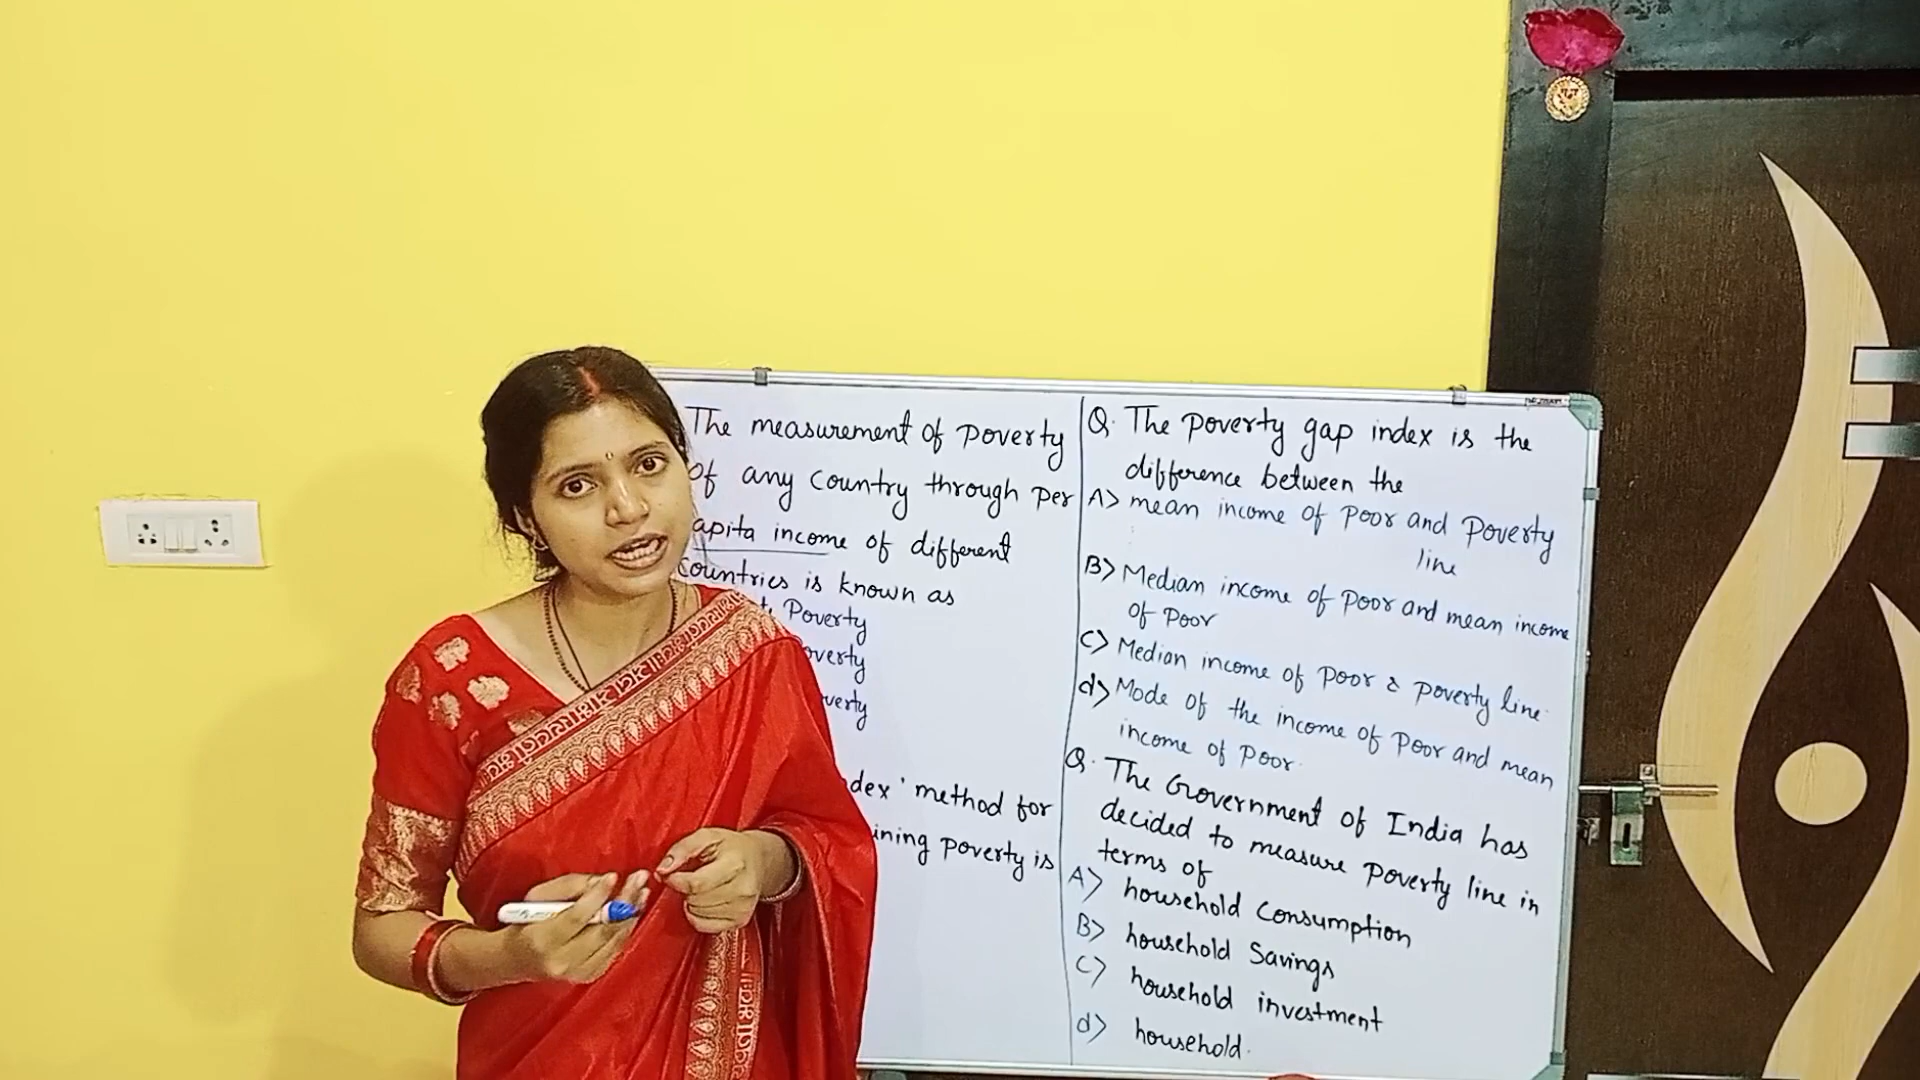 The measurement of Poverty
of any Country through Per
apita income of different
Countries is known as
Poverty
overty
verty
dex' method for
ining Poverty is
Q. The Poverty gap index is the
difference between the
A> mean income of Poor and Poverty
line
B> Median income of Poor and mean income
of Poor
C> Median income of Poor & Poverty line
d> Mode of the income of Poor and mean
income of Poor
Q. The Government of India has
decided to measure Poverty line in
terms of
A> household Consumption
B> household Savings
C> household investment
d> household